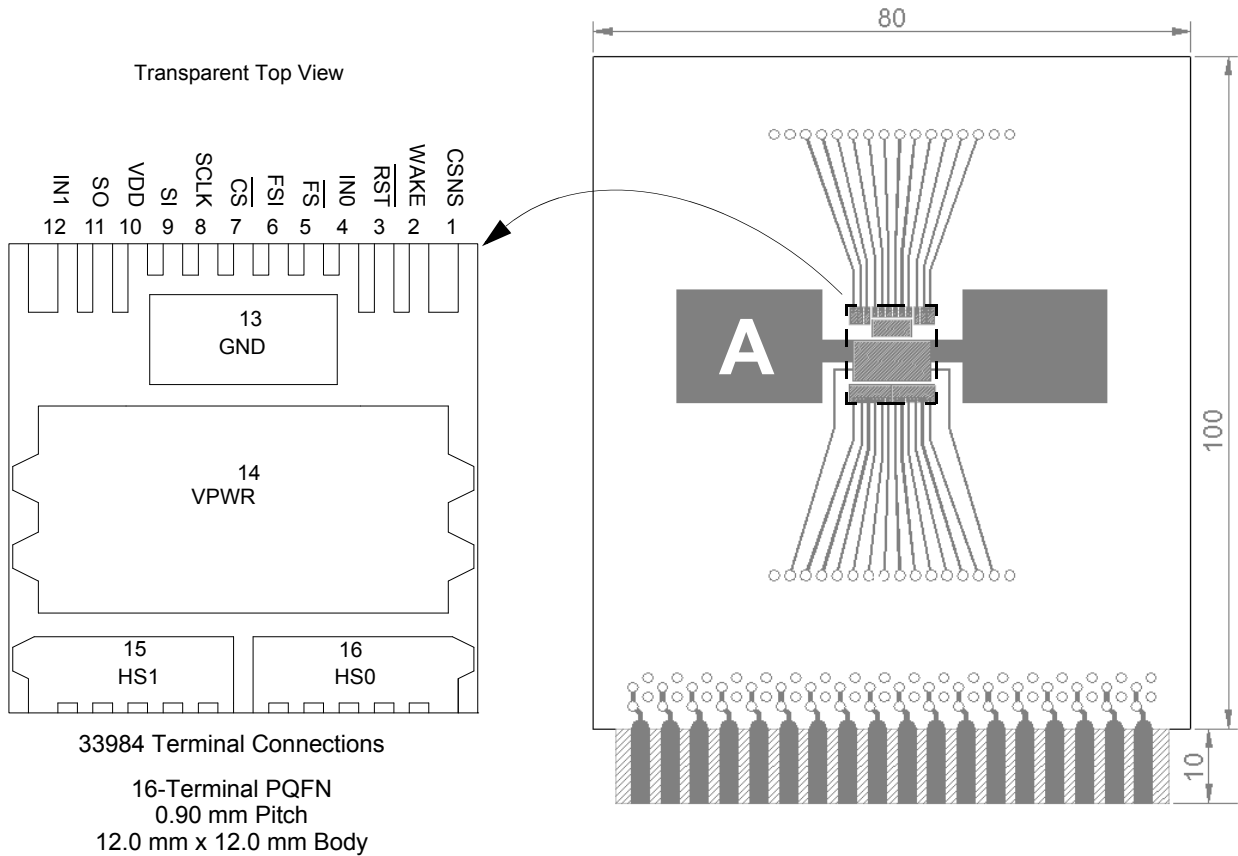 Transparent Top View
IN1
SO
VDD
SI
SCLK
CS
FSI
FS
IN0
RST
WAKE
CSNS
12 11 10 9 8 7 6 5 4 3 2 1
13
GND
14
VPWR
15
HS1
16
HS0
33984 Terminal Connections
16-Terminal PQFN
0.90 mm Pitch
12.0 mm x 12.0 mm Body
80
A
100
10